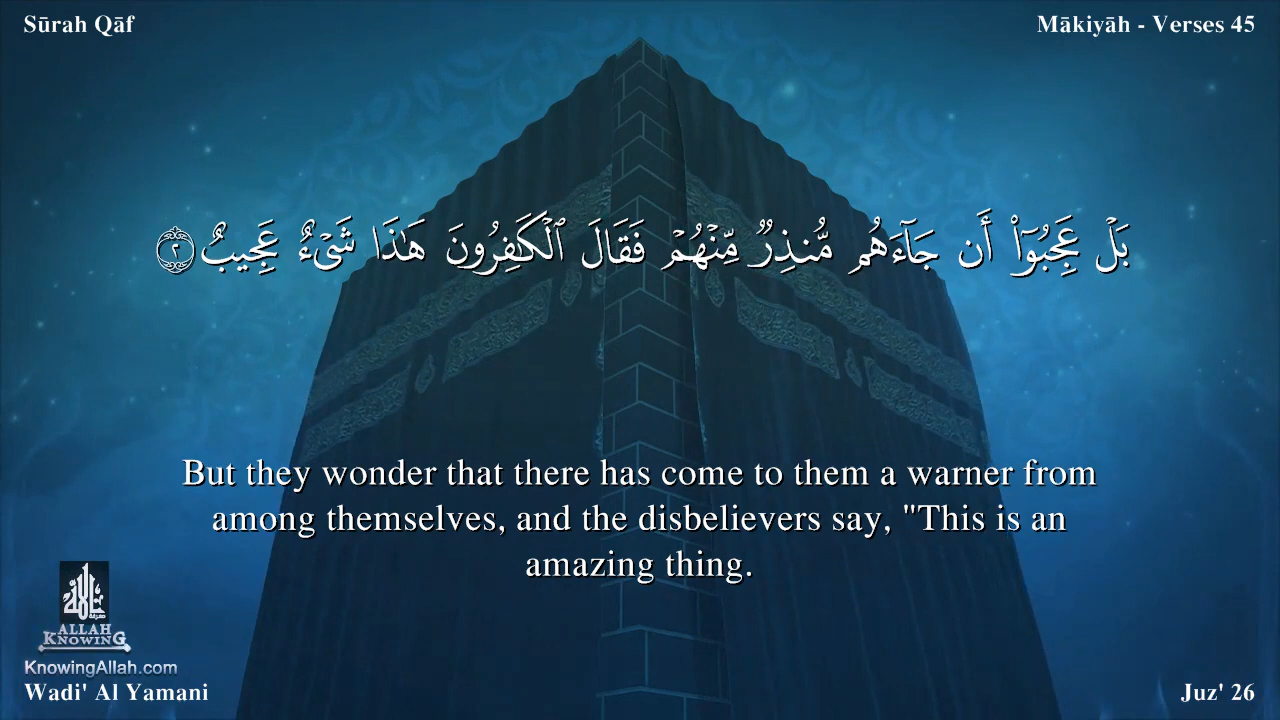 Sūrah Qāf
Mākiyāh - Verses 45
بَلْ عَجِبُوٓا۟ أَن جَآءَهُم مُّنذِرٌ مِّنْهُمْ فَقَالَ ٱلْكَٰفِرُونَ هَٰذَا شَىْءٌ عَجِيبٌ ٢
But they wonder that there has come to them a warner from
among themselves, and the disbelievers say, "This is an
amazing thing.
ALLAH
KNOWING
KnowingAllah.com
Wadi' Al Yamani
Juz' 26